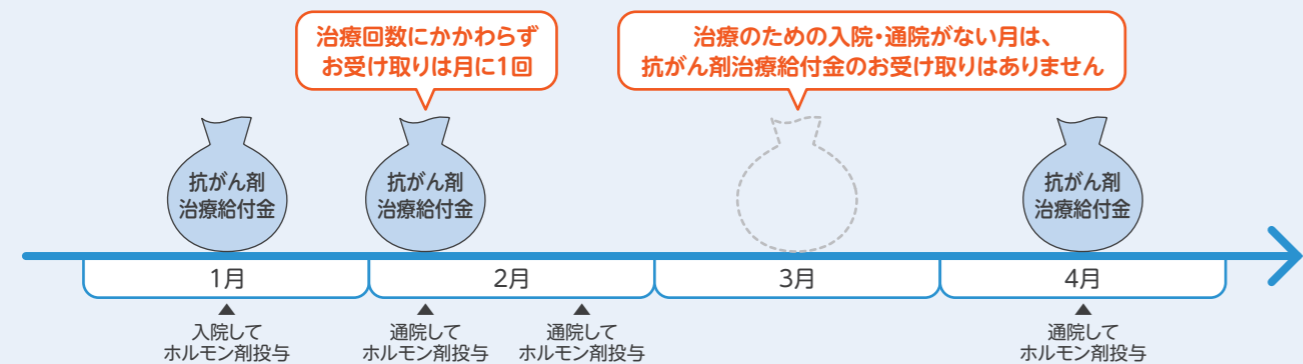 治療回数にかかわらず
お受け取りは月に1回
治療のための入院・通院がない月は、
抗がん剤治療給付金のお受け取りはありません
抗がん剤
治療給付金
抗がん剤
治療給付金
抗がん剤
治療給付金
1月
2月
3月
4月
入院して
ホルモン剤投与
通院して
ホルモン剤投与
通院して
ホルモン剤投与
通院して
ホルモン剤投与